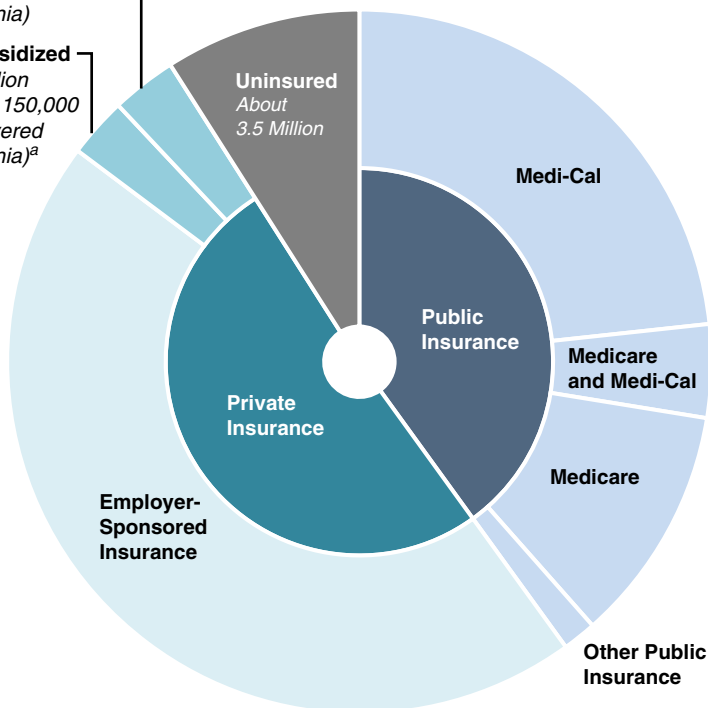 nia)
sidized
lion
150,000
ered
nia)a
Uninsured
About
3.5 Million
Medi-Cal
Public
Insurance
Medicare
and Medi-Cal
Private
Insurance
Medicare
Employer-
Sponsored
Insurance
Other Public
Insurance